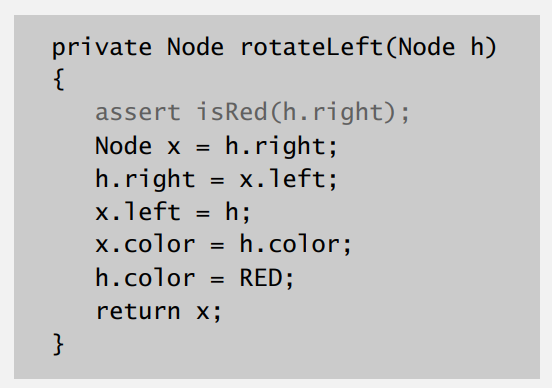 private Node rotateLeft(Node h)
{
assert isRed(h.right);
Node x = h.right;
h.right = x.left;
x.left = h;
x.color = h.color;
h.color = RED;
return x;
}